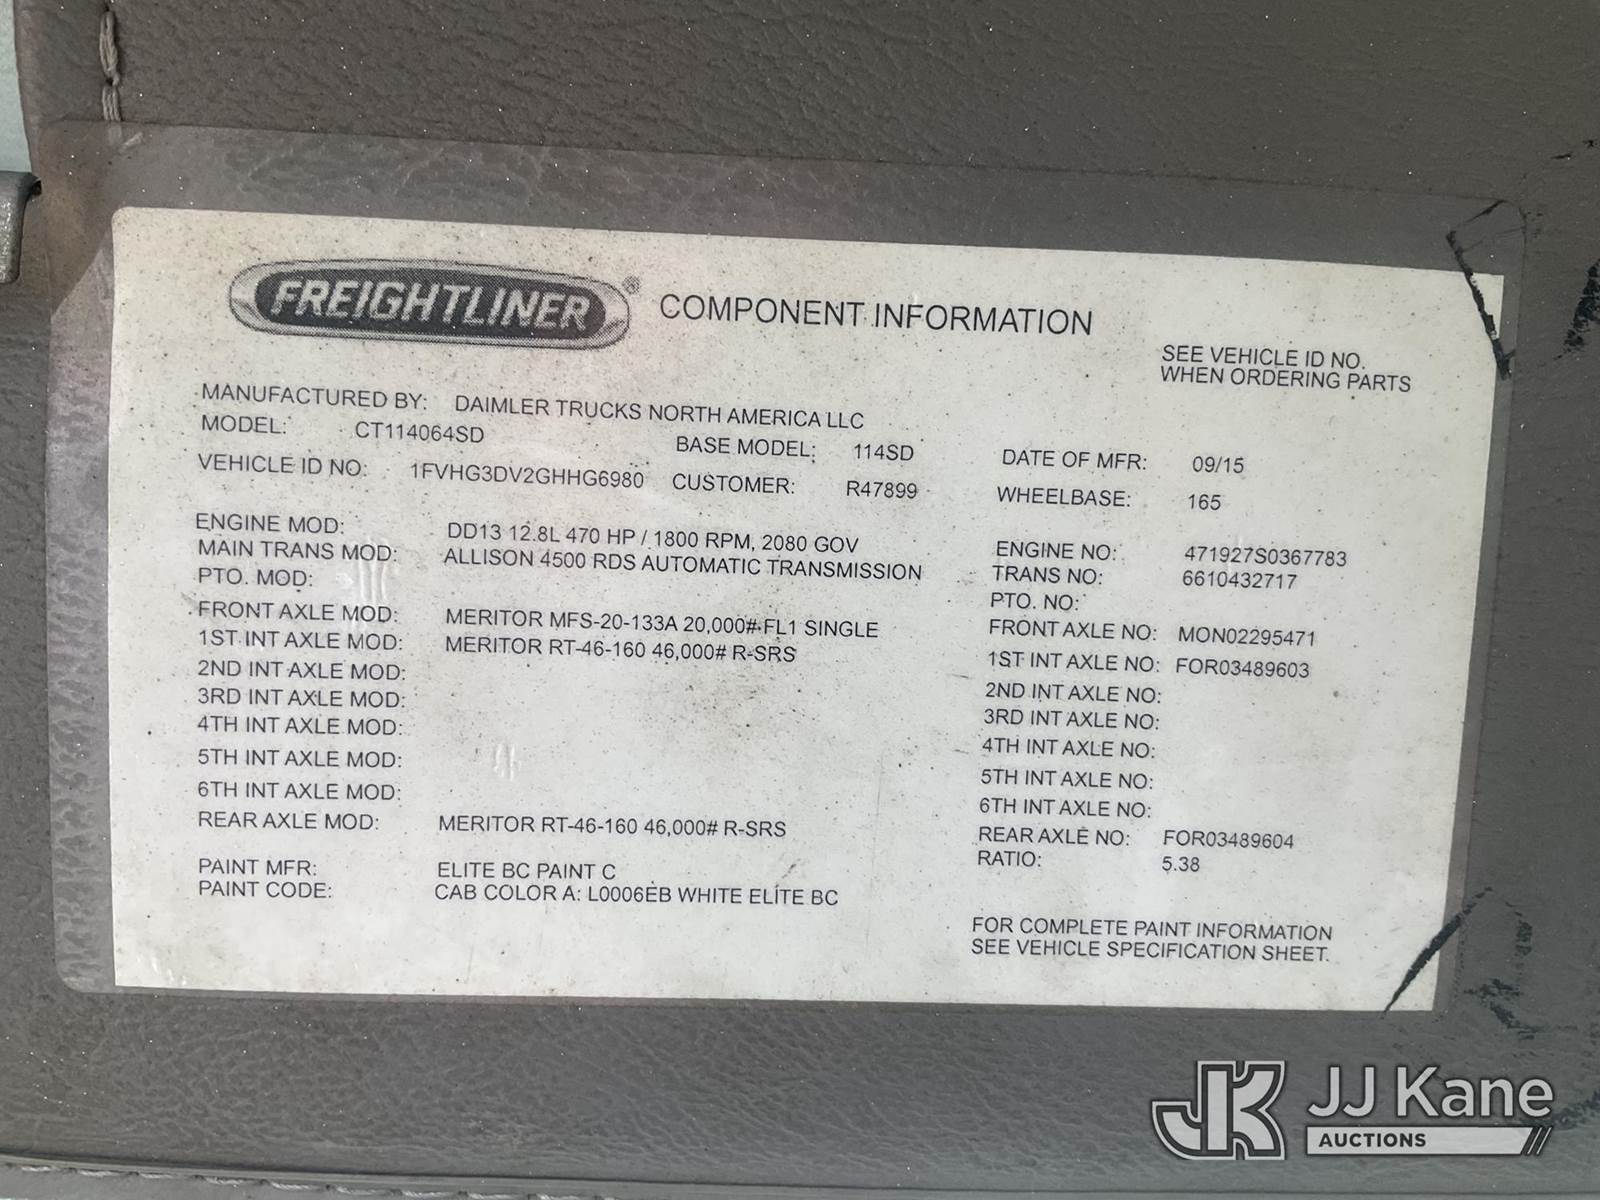 FREIGHTLINER® COMPONENT INFORMATION
SEE VEHICLE ID NO.
WHEN ORDERING PARTS
MANUFACTURED BY: DAIMLER TRUCKS NORTH AMERICA LLC
MODEL: CT114064SD BASE MODEL: 114SD DATE OF MFR: 09/15
VEHICLE ID NO: 1FVHG3DV2GHHG6980 CUSTOMER: R47899 WHEELBASE: 165
ENGINE MOD: DD13 12.8L 470 HP / 1800 RPM, 2080 GOV ENGINE NO: 471927S0367783
MAIN TRANS MOD: ALLISON 4500 RDS AUTOMATIC TRANSMISSION TRANS NO: 6610432717
PTO. MOD: PTO. NO:
FRONT AXLE MOD: MERITOR MFS-20-133A 20,000# FL1 SINGLE FRONT AXLE NO: MON02295471
1ST INT AXLE MOD: MERITOR RT-46-160 46,000# R-SRS 1ST INT AXLE NO: FOR03489603
2ND INT AXLE MOD: 2ND INT AXLE NO:
3RD INT AXLE MOD: 3RD INT AXLE NO:
4TH INT AXLE MOD: 4TH INT AXLE NO:
5TH INT AXLE MOD: 5TH INT AXLE NO:
6TH INT AXLE MOD: 6TH INT AXLE NO:
REAR AXLE MOD: MERITOR RT-46-160 46,000# R-SRS REAR AXLE NO: FOR03489604
RATIO: 5.38
PAINT MFR: ELITE BC PAINT C
PAINT CODE: CAB COLOR A: L0006EB WHITE ELITE BC
FOR COMPLETE PAINT INFORMATION
SEE VEHICLE SPECIFICATION SHEET.
JK JJ Kane
AUCTIONS